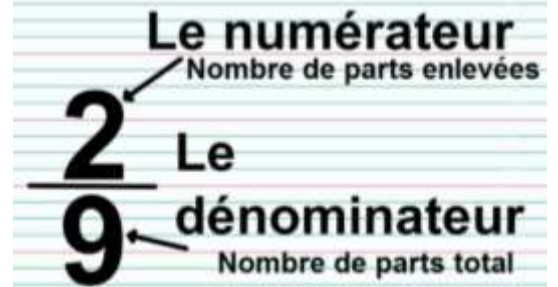 Le numérateur
Nombre de parts enlevées
2
Le
dénominateur
9
Nombre de parts total